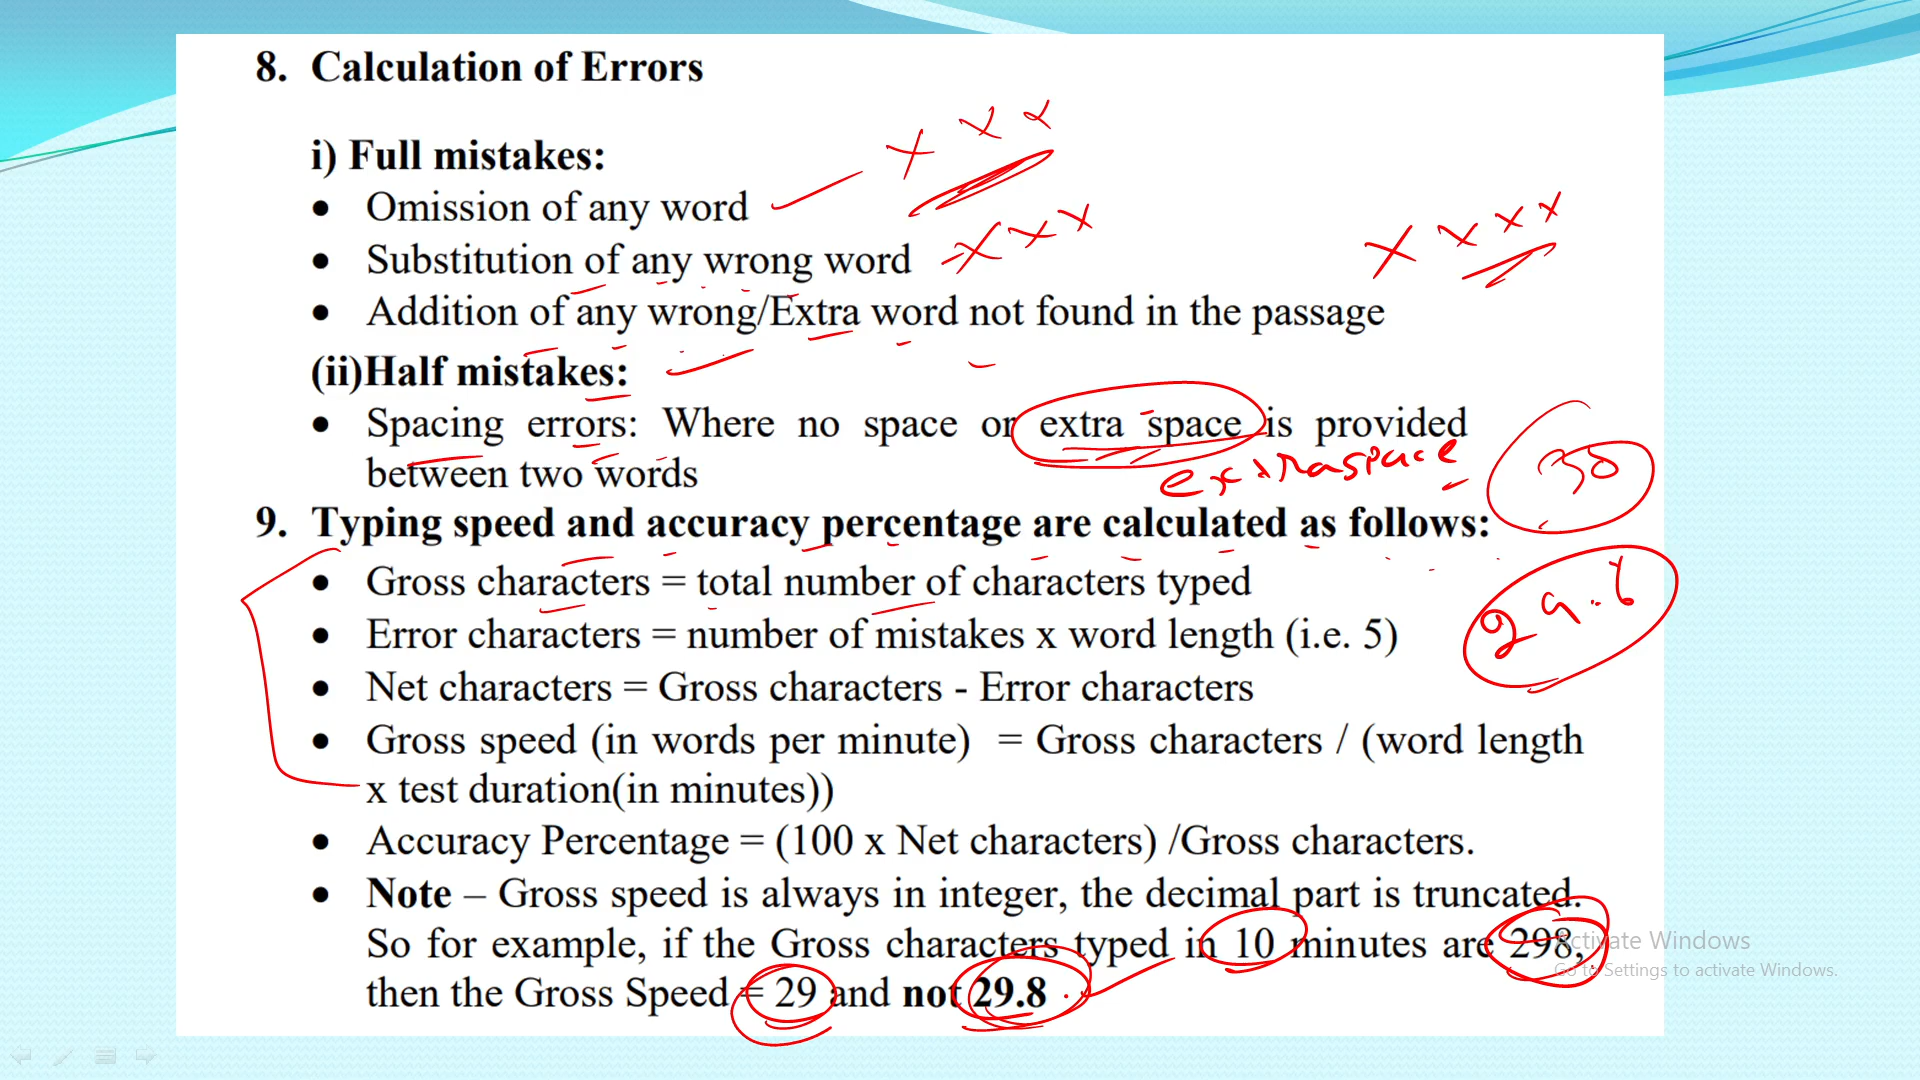 8. Calculation of Errors
i) Full mistakes:
• Omission of any word
• Substitution of any wrong word
• Addition of any wrong/Extra word not found in the passage
(ii)Half mistakes:
• Spacing errors: Where no space or extra space is provided
between two words
extraspace
30
9. Typing speed and accuracy percentage are calculated as follows:
• Gross characters = total number of characters typed
29.6
• Error characters = number of mistakes x word length (i.e. 5)
• Net characters = Gross characters - Error characters
• Gross speed (in words per minute) = Gross characters / (word length
x test duration(in minutes))
• Accuracy Percentage = (100 x Net characters) /Gross characters.
• Note – Gross speed is always in integer, the decimal part is truncated.
So for example, if the Gross characters typed in 10 minutes are 298,
then the Gross Speed = 29 and not 29.8
Activate Windows
Go to Settings to activate Windows.